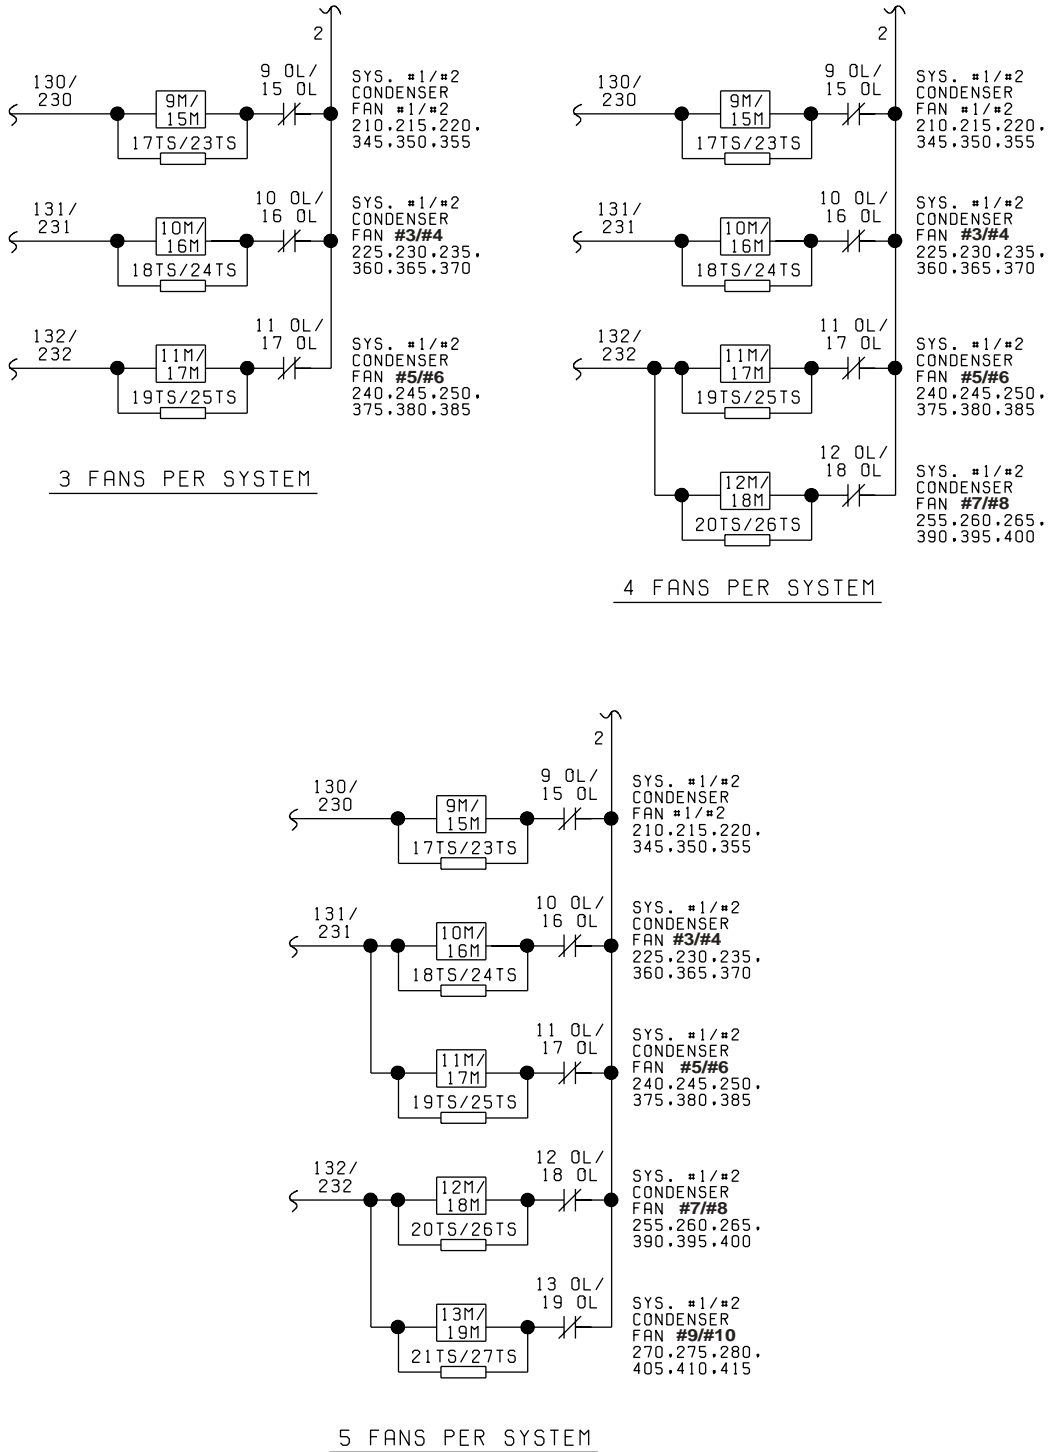 2
130/
230
9M/
15M
17TS/23TS
9 OL/
15 OL
SYS. #1/#2
CONDENSER
FAN #1/#2
210,215,220,
345,350,355
131/
231
10M/
16M
18TS/24TS
10 OL/
16 OL
SYS. #1/#2
CONDENSER
FAN #3/#4
225,230,235,
360,365,370
132/
232
11M/
17M
19TS/25TS
11 OL/
17 OL
SYS. #1/#2
CONDENSER
FAN #5/#6
240,245,250,
375,380,385
3 FANS PER SYSTEM
2
130/
230
9M/
15M
17TS/23TS
9 OL/
15 OL
SYS. #1/#2
CONDENSER
FAN #1/#2
210,215,220,
345,350,355
131/
231
10M/
16M
18TS/24TS
10 OL/
16 OL
SYS. #1/#2
CONDENSER
FAN #3/#4
225,230,235,
360,365,370
132/
232
11M/
17M
19TS/25TS
11 OL/
17 OL
SYS. #1/#2
CONDENSER
FAN #5/#6
240,245,250,
375,380,385
12M/
18M
20TS/26TS
12 OL/
18 OL
SYS. #1/#2
CONDENSER
FAN #7/#8
255,260,265,
390,395,400
4 FANS PER SYSTEM
2
130/
230
9M/
15M
17TS/23TS
9 OL/
15 OL
SYS. #1/#2
CONDENSER
FAN #1/#2
210,215,220,
345,350,355
131/
231
10M/
16M
18TS/24TS
10 OL/
16 OL
SYS. #1/#2
CONDENSER
FAN #3/#4
225,230,235,
360,365,370
11M/
17M
19TS/25TS
11 OL/
17 OL
SYS. #1/#2
CONDENSER
FAN #5/#6
240,245,250,
375,380,385
132/
232
12M/
18M
20TS/26TS
12 OL/
18 OL
SYS. #1/#2
CONDENSER
FAN #7/#8
255,260,265,
390,395,400
13M/
19M
21TS/27TS
13 OL/
19 OL
SYS. #1/#2
CONDENSER
FAN #9/#10
270,275,280,
405,410,415
5 FANS PER SYSTEM